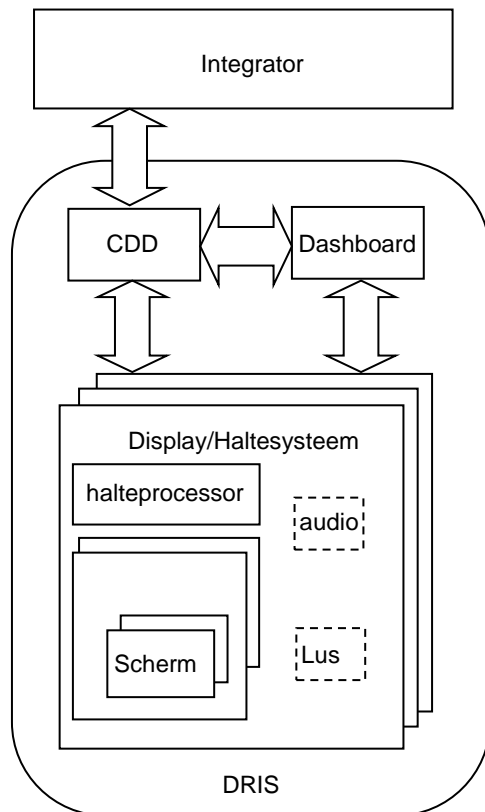 Integrator
CDD
Dashboard
Display/Haltesysteem
halteprocessor
audio
Scherm
Lus
DRIS